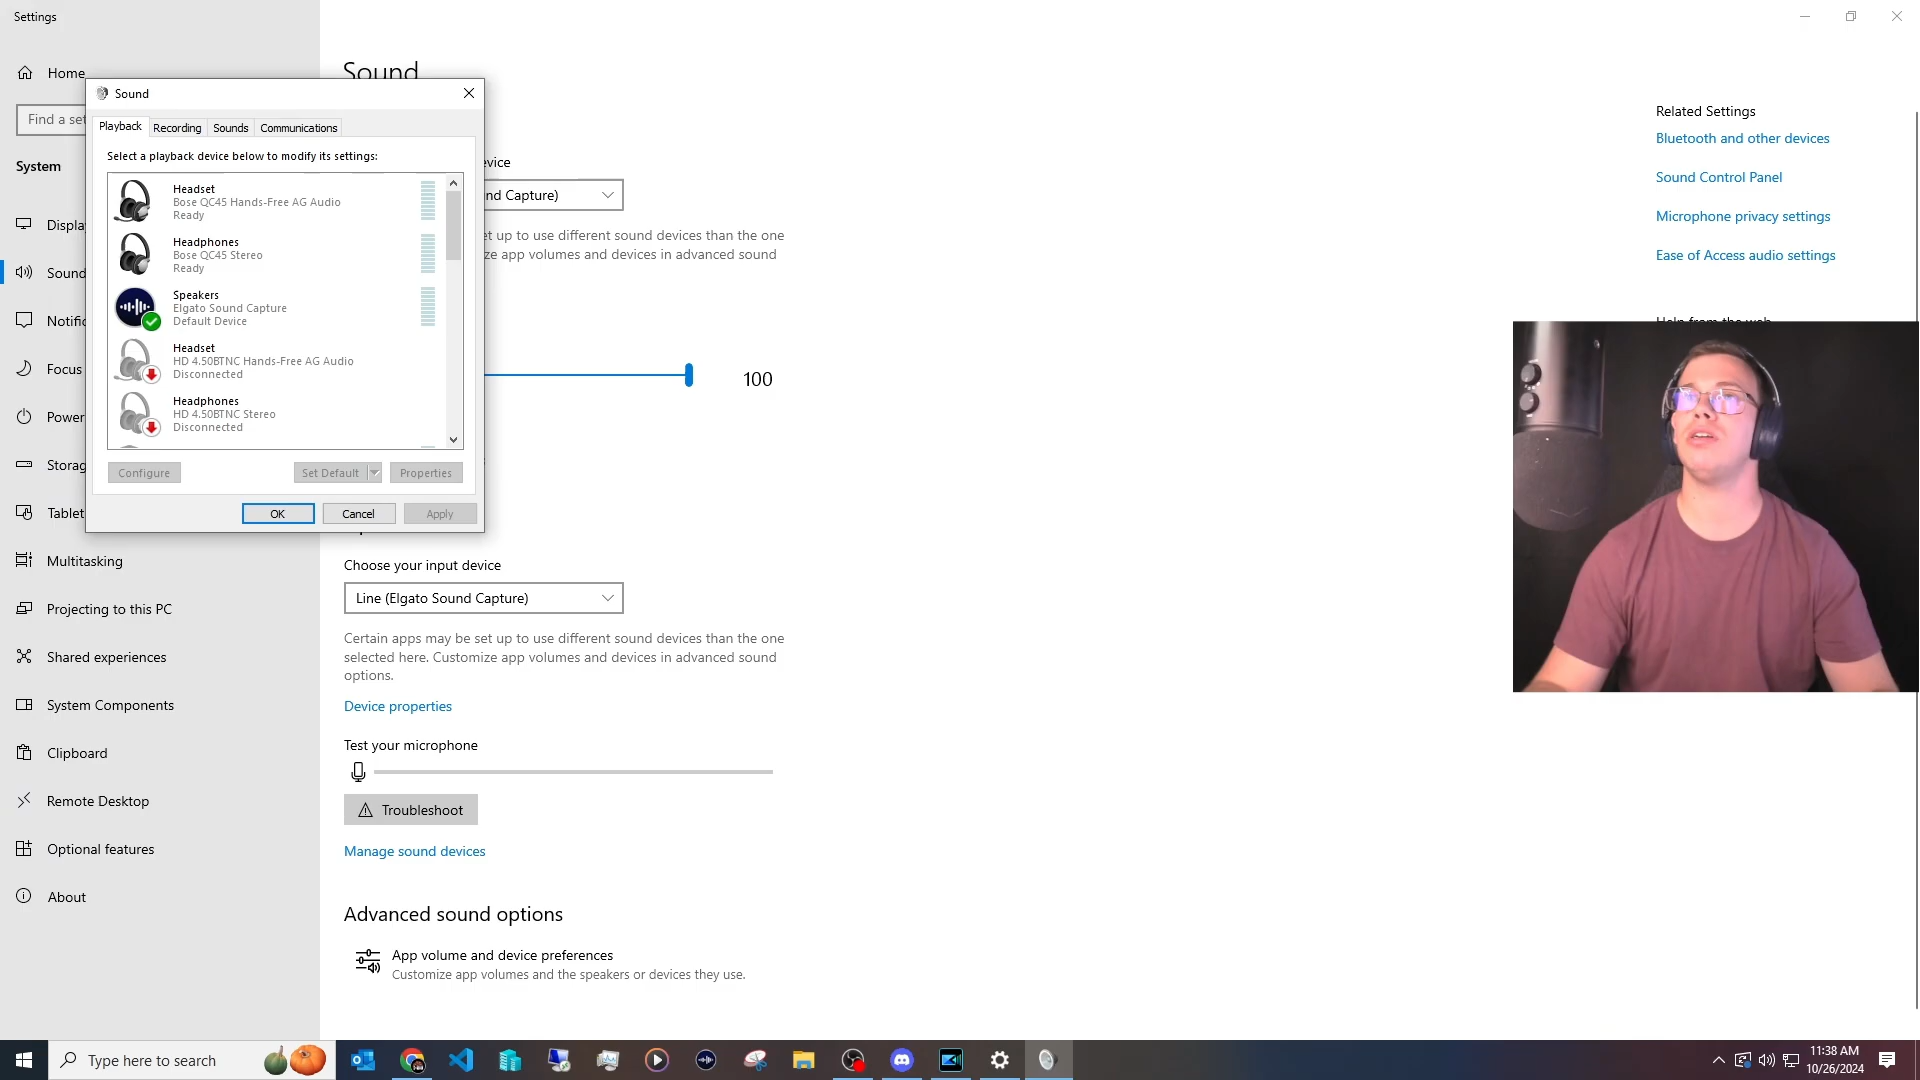 Settings
Home
Find a set
System
Display
Sound
Notific
Focus
Power
Storag
Tablet
Multitasking
Projecting to this PC
Shared experiences
System Components
Clipboard
Remote Desktop
Optional features
About
Sound
evice
nd Capture)
et up to use different sound devices than the one
ze app volumes and devices in advanced sound
100
Sound
Playback
Recording
Sounds
Communications
Select a playback device below to modify its settings:
Headset
Bose QC45 Hands-Free AG Audio
Ready
Headphones
Bose QC45 Stereo
Ready
Speakers
Elgato Sound Capture
Default Device
Headset
HD 4.50BTNC Hands-Free AG Audio
Disconnected
Headphones
HD 4.50BTNC Stereo
Disconnected
Configure
Set Default
Properties
OK
Cancel
Apply
Choose your input device
Line (Elgato Sound Capture)
Certain apps may be set up to use different sound devices than the one
selected here. Customize app volumes and devices in advanced sound
options.
Device properties
Test your microphone
Troubleshoot
Manage sound devices
Advanced sound options
App volume and device preferences
Customize app volumes and the speakers or devices they use.
Related Settings
Bluetooth and other devices
Sound Control Panel
Microphone privacy settings
Ease of Access audio settings
Help from the web
Type here to search
11:38 AM
10/26/2024